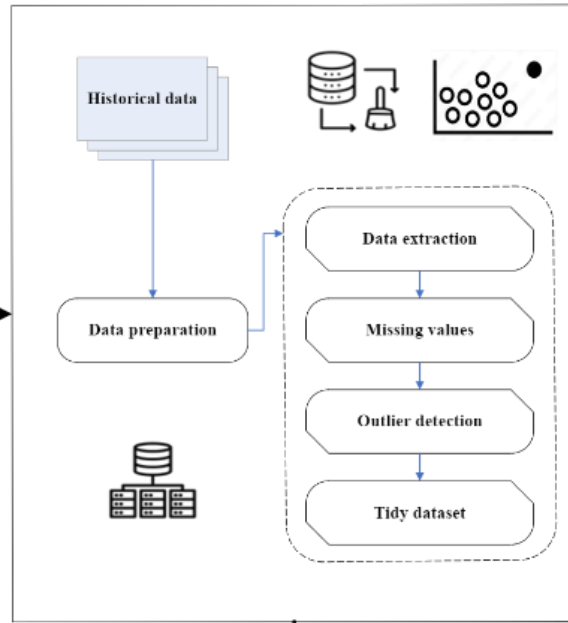 Historical data
Data preparation
Data extraction
Missing values
Outlier detection
Tidy dataset